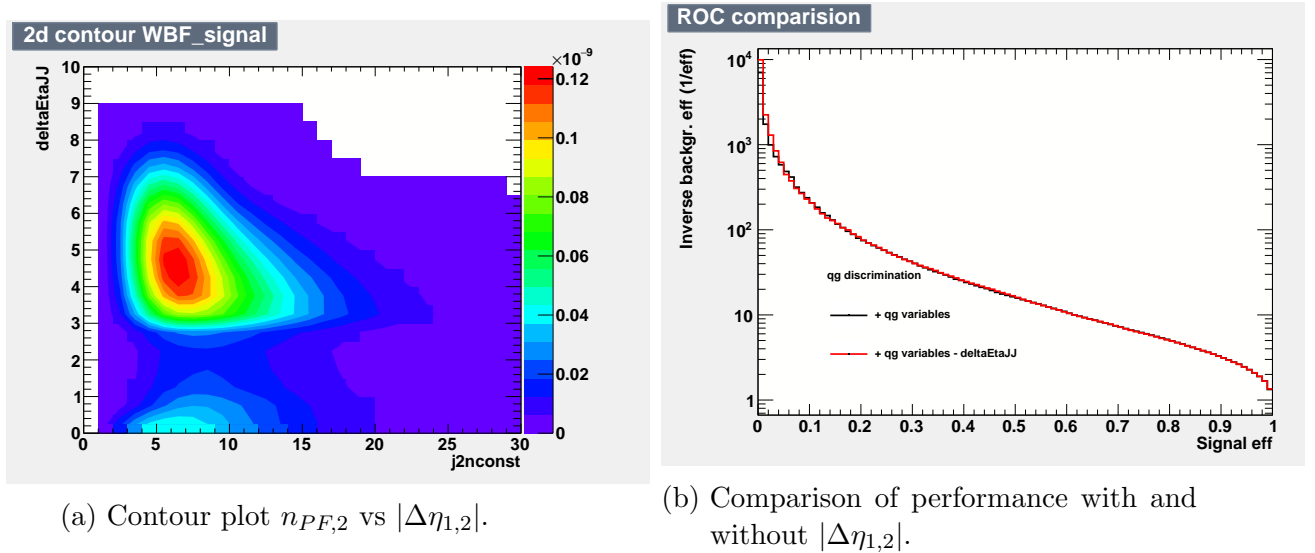 2d contour WBF_signal
×10⁻⁹
deltaEtaJJ
10
9
8
7
6
5
4
3
2
1
0
0 5 10 15 20 25 30
j2nconst
0.12
0.1
0.08
0.06
0.04
0.02
0
(a) Contour plot n_{PF,2} vs |Δη_{1,2}|.
ROC comparision
Inverse backgr. eff (1/eff)
10⁴
10³
10²
10
1
qg discrimination
+ qg variables
+ qg variables - deltaEtaJJ
0 0.1 0.2 0.3 0.4 0.5 0.6 0.7 0.8 0.9 1
Signal eff
(b) Comparison of performance with and
without |Δη_{1,2}|.